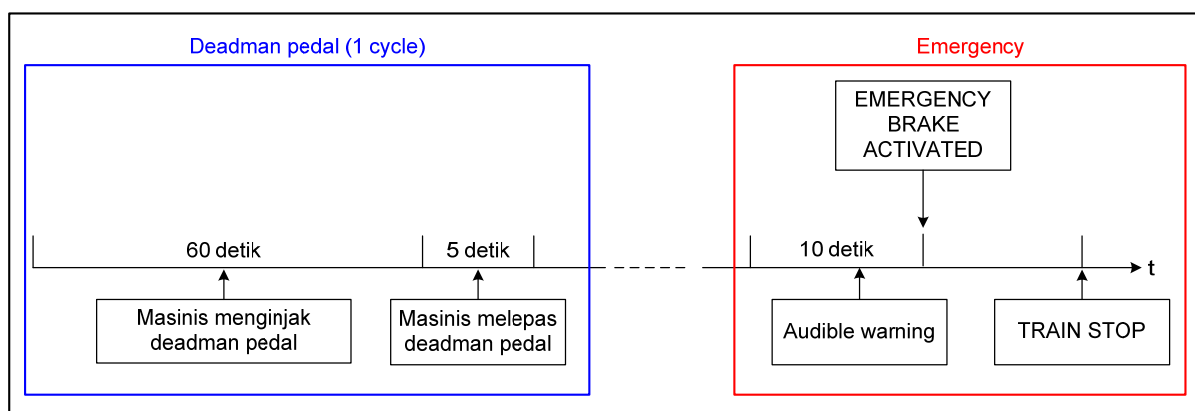 Deadman pedal (1 cycle)
60 detik
5 detik
Masinis menginjak
deadman pedal
Masinis melepas
deadman pedal
Emergency
EMERGENCY
BRAKE
ACTIVATED
10 detik
t
Audible warning
TRAIN STOP